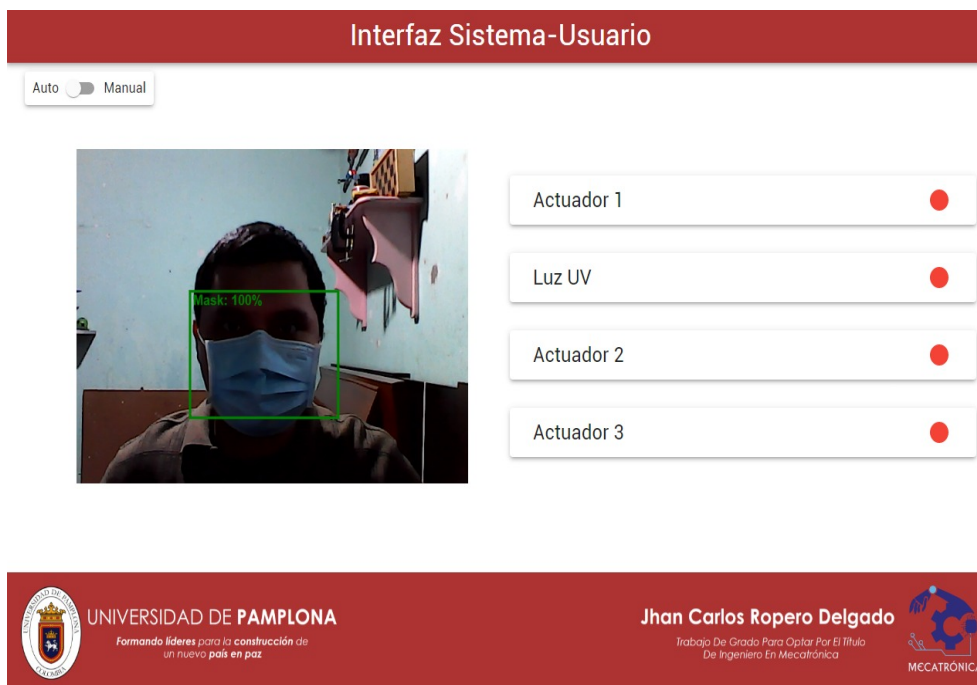 Interfaz Sistema-Usuario
Auto Manual
Mask: 100%
Actuador 1
Luz UV
Actuador 2
Actuador 3
UNIVERSIDAD DE PAMPLONA
Formando líderes para la construcción de
un nuevo país en paz
Jhan Carlos Ropero Delgado
Trabajo De Grado Para Optar Por El Título
De Ingeniero En Mecatrónica
MECATRÓNICA